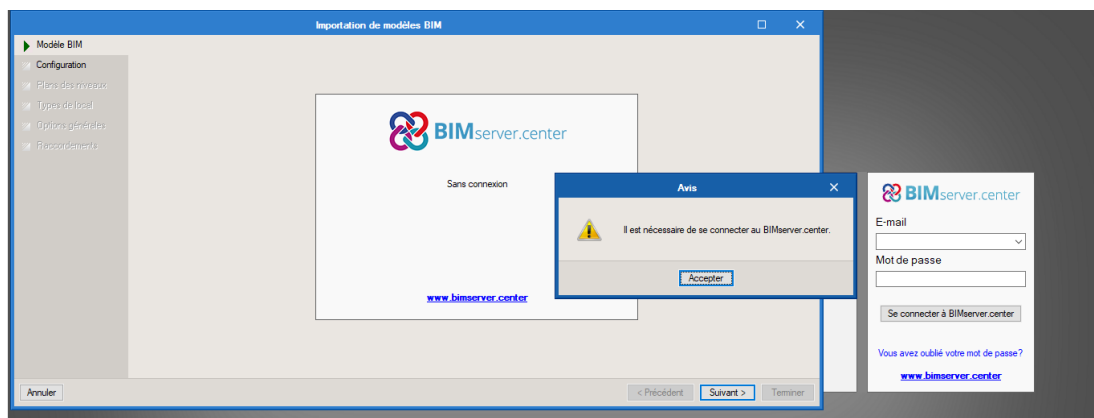 Importation de modèles BIM
Modèle BIM
Configuration
Plans des niveaux
Types de local
Options générales
Raccordements
BIMserver.center
Sans connexion
www.bimserver.center
Avis
Il est nécessaire de se connecter au BIMserver.center.
Accepter
BIMserver.center
E-mail
Mot de passe
Se connecter à BIMserver.center
Vous avez oublié votre mot de passe?
www.bimserver.center
Annuler
< Précédent
Suivant >
Terminer